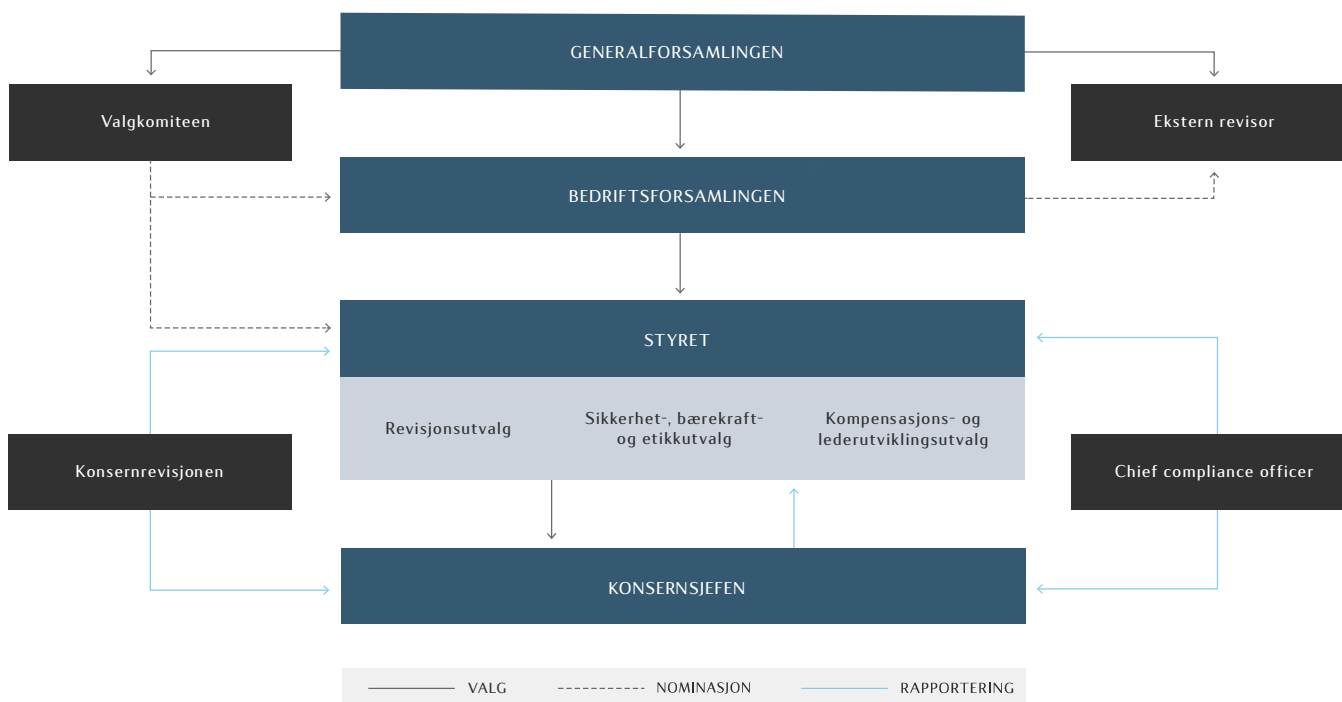 GENERALFORSAMLINGEN
Valgkomiteen
Ekstern revisor
BEDRIFTSFORSAMLINGEN
STYRET
Revisjonsutvalg
Sikkerhet-, bærekraft-
og etikkutvalg
Kompensasjons- og
lederutviklingsutvalg
Konsernrevisjonen
Chief compliance officer
KONSERNSJEFEN
VALG
NOMINASJON
RAPPORTERING